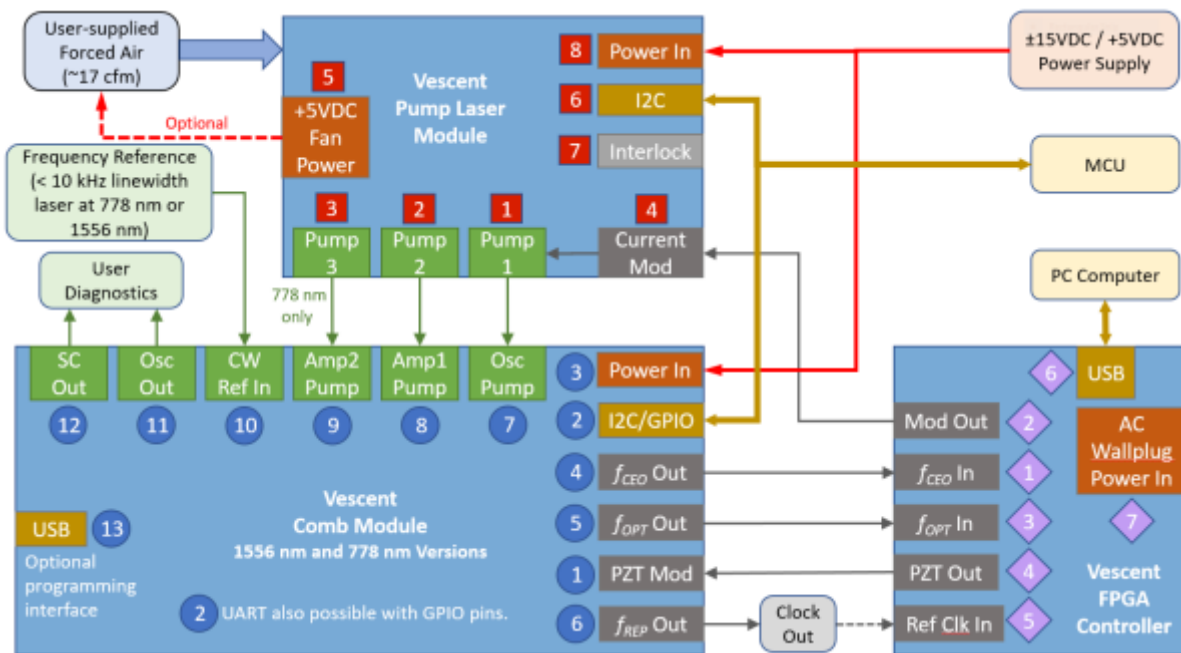 User-supplied
Forced Air
(~17 cfm)
Optional
5
+5VDC
Fan
Power
Vescent
Pump Laser
Module
8
Power In
6
I2C
7
Interlock
±15VDC / +5VDC
Power Supply
MCU
Frequency Reference
(< 10 kHz linewidth
laser at 778 nm or
1556 nm)
3
2
1
4
Pump
3
Pump
2
Pump
1
Current
Mod
User
Diagnostics
778 nm
only
PC Computer
SC
Out
Osc
Out
CW
Ref In
Amp2
Pump
Amp1
Pump
Osc
Pump
12
11
10
9
8
7
3
Power In
2
I2C/GPIO
4
fCEO Out
5
fOPT Out
1
PZT Mod
6
fREP Out
Vescent
Comb Module
1556 nm and 778 nm Versions
USB
13
Optional
programming
interface
2
UART also possible with GPIO pins.
Clock
Out
6
USB
Mod Out
2
fCEO In
1
fOPT In
3
PZT Out
4
Ref Clk In
5
AC
Wallplug
Power In
7
Vescent
FPGA
Controller